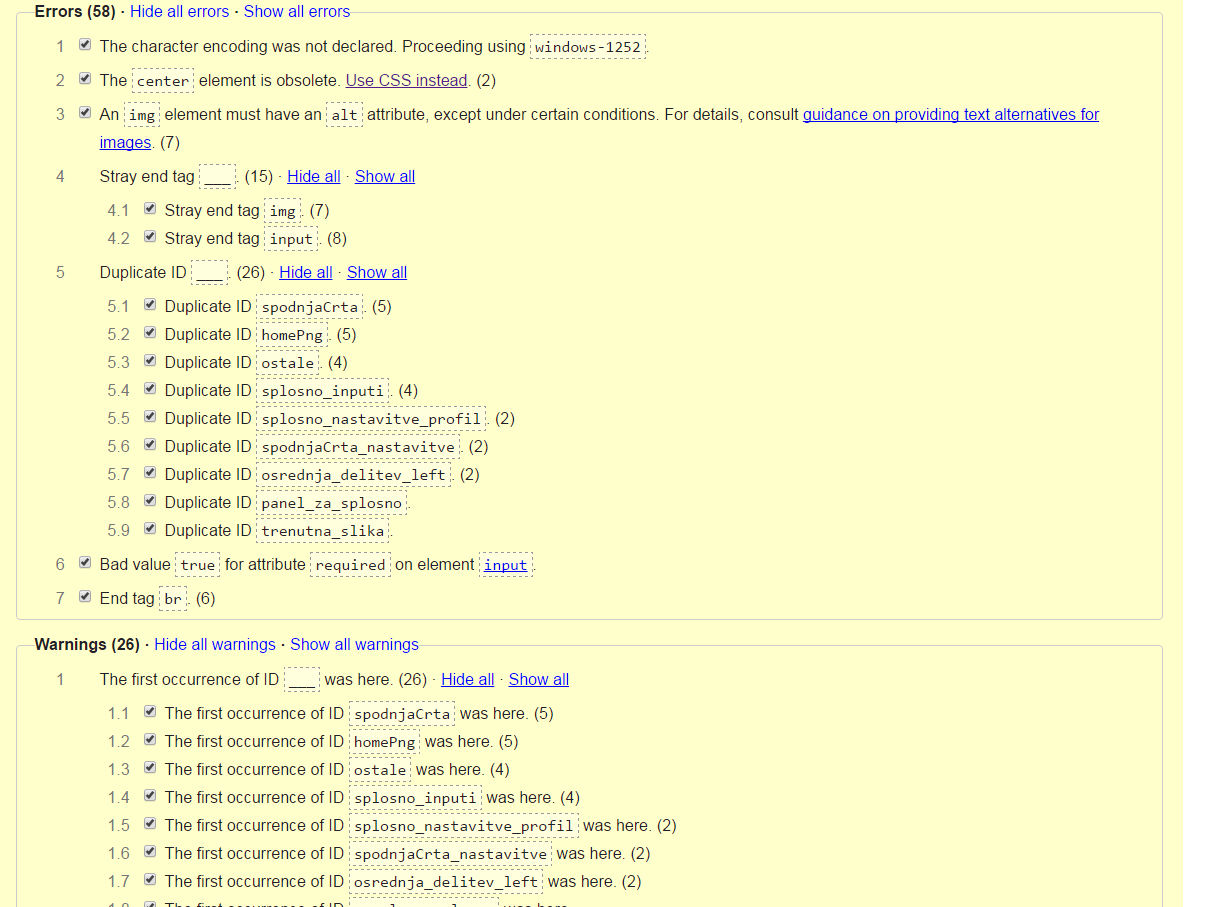 Errors (58) · Hide all errors · Show all errors
1 The character encoding was not declared. Proceeding using windows-1252.
2 The center element is obsolete. Use CSS instead. (2)
3 An img element must have an alt attribute, except under certain conditions. For details, consult guidance on providing text alternatives for
images. (7)
4 Stray end tag ___. (15) · Hide all · Show all
4.1 Stray end tag img. (7)
4.2 Stray end tag input. (8)
5 Duplicate ID ___. (26) · Hide all · Show all
5.1 Duplicate ID spodnjaCrta. (5)
5.2 Duplicate ID homePng. (5)
5.3 Duplicate ID ostale. (4)
5.4 Duplicate ID splosno_inputi. (4)
5.5 Duplicate ID splosno_nastavitve_profil. (2)
5.6 Duplicate ID spodnjaCrta_nastavitve. (2)
5.7 Duplicate ID osrednja_delitev_left. (2)
5.8 Duplicate ID panel_za_splosno.
5.9 Duplicate ID trenutna_slika.
6 Bad value true for attribute required on element input.
7 End tag br. (6)
Warnings (26) · Hide all warnings · Show all warnings
1 The first occurrence of ID ___ was here. (26) · Hide all · Show all
1.1 The first occurrence of ID spodnjaCrta was here. (5)
1.2 The first occurrence of ID homePng was here. (5)
1.3 The first occurrence of ID ostale was here. (4)
1.4 The first occurrence of ID splosno_inputi was here. (4)
1.5 The first occurrence of ID splosno_nastavitve_profil was here. (2)
1.6 The first occurrence of ID spodnjaCrta_nastavitve was here. (2)
1.7 The first occurrence of ID osrednja_delitev_left was here. (2)
1.8 The first occurrence of ID